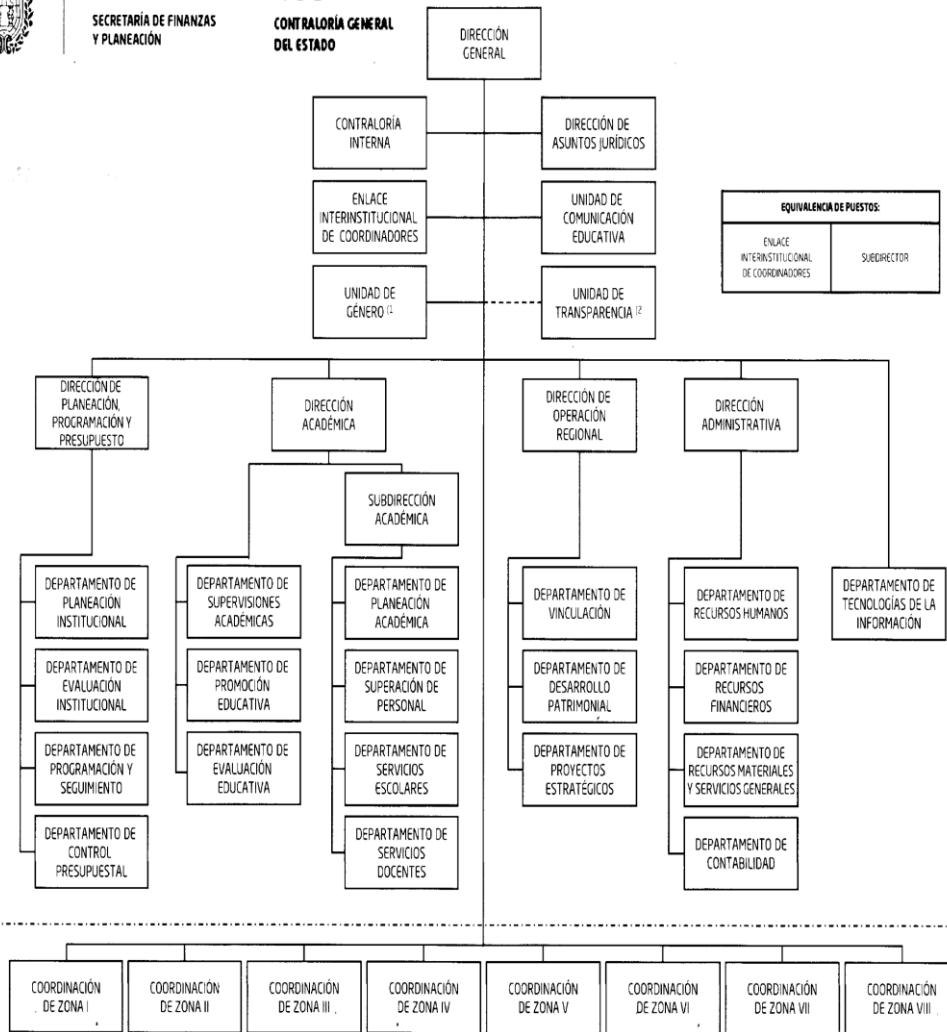 SECRETARÍA DE FINANZAS
Y PLANEACIÓN
CONTRALORÍA GENERAL
DEL ESTADO
DIRECCIÓN
GENERAL
CONTRALORÍA
INTERNA
DIRECCIÓN DE
ASUNTOS JURÍDICOS
ENLACE
INTERINSTITUCIONAL
DE COORDINADORES
UNIDAD DE
COMUNICACIÓN
EDUCATIVA
UNIDAD DE
GÉNERO (1
UNIDAD DE
TRANSPARENCIA (2
EQUIVALENCIA DE PUESTOS:
ENLACE
INTERINSTITUCIONAL
DE COORDINADORES
SUBDIRECTOR
DIRECCIÓN DE
PLANEACIÓN,
PROGRAMACIÓN Y
PRESUPUESTO
DIRECCIÓN
ACADÉMICA
DIRECCIÓN DE
OPERACIÓN
REGIONAL
DIRECCIÓN
ADMINISTRATIVA
SUBDIRECCIÓN
ACADÉMICA
DEPARTAMENTO DE
PLANEACIÓN
INSTITUCIONAL
DEPARTAMENTO DE
SUPERVISIONES
ACADÉMICAS
DEPARTAMENTO DE
PLANEACIÓN
ACADÉMICA
DEPARTAMENTO DE
VINCULACIÓN
DEPARTAMENTO DE
RECURSOS HUMANOS
DEPARTAMENTO DE
TECNOLOGÍAS DE LA
INFORMACIÓN
DEPARTAMENTO DE
EVALUACIÓN
INSTITUCIONAL
DEPARTAMENTO DE
PROMOCIÓN
EDUCATIVA
DEPARTAMENTO DE
SUPERACIÓN DE
PERSONAL
DEPARTAMENTO DE
DESARROLLO
PATRIMONIAL
DEPARTAMENTO DE
RECURSOS
FINANCIEROS
DEPARTAMENTO DE
PROGRAMACIÓN Y
SEGUIMIENTO
DEPARTAMENTO DE
EVALUACIÓN
EDUCATIVA
DEPARTAMENTO DE
SERVICIOS
ESCOLARES
DEPARTAMENTO DE
PROYECTOS
ESTRATÉGICOS
DEPARTAMENTO DE
RECURSOS MATERIALES
Y SERVICIOS GENERALES
DEPARTAMENTO DE
CONTROL
PRESUPUESTAL
DEPARTAMENTO DE
SERVICIOS
DOCENTES
DEPARTAMENTO DE
CONTABILIDAD
COORDINACIÓN
DE ZONA I
COORDINACIÓN
DE ZONA II
COORDINACIÓN
DE ZONA III
COORDINACIÓN
DE ZONA IV
COORDINACIÓN
DE ZONA V
COORDINACIÓN
DE ZONA VI
COORDINACIÓN
DE ZONA VII
COORDINACIÓN
DE ZONA VIII